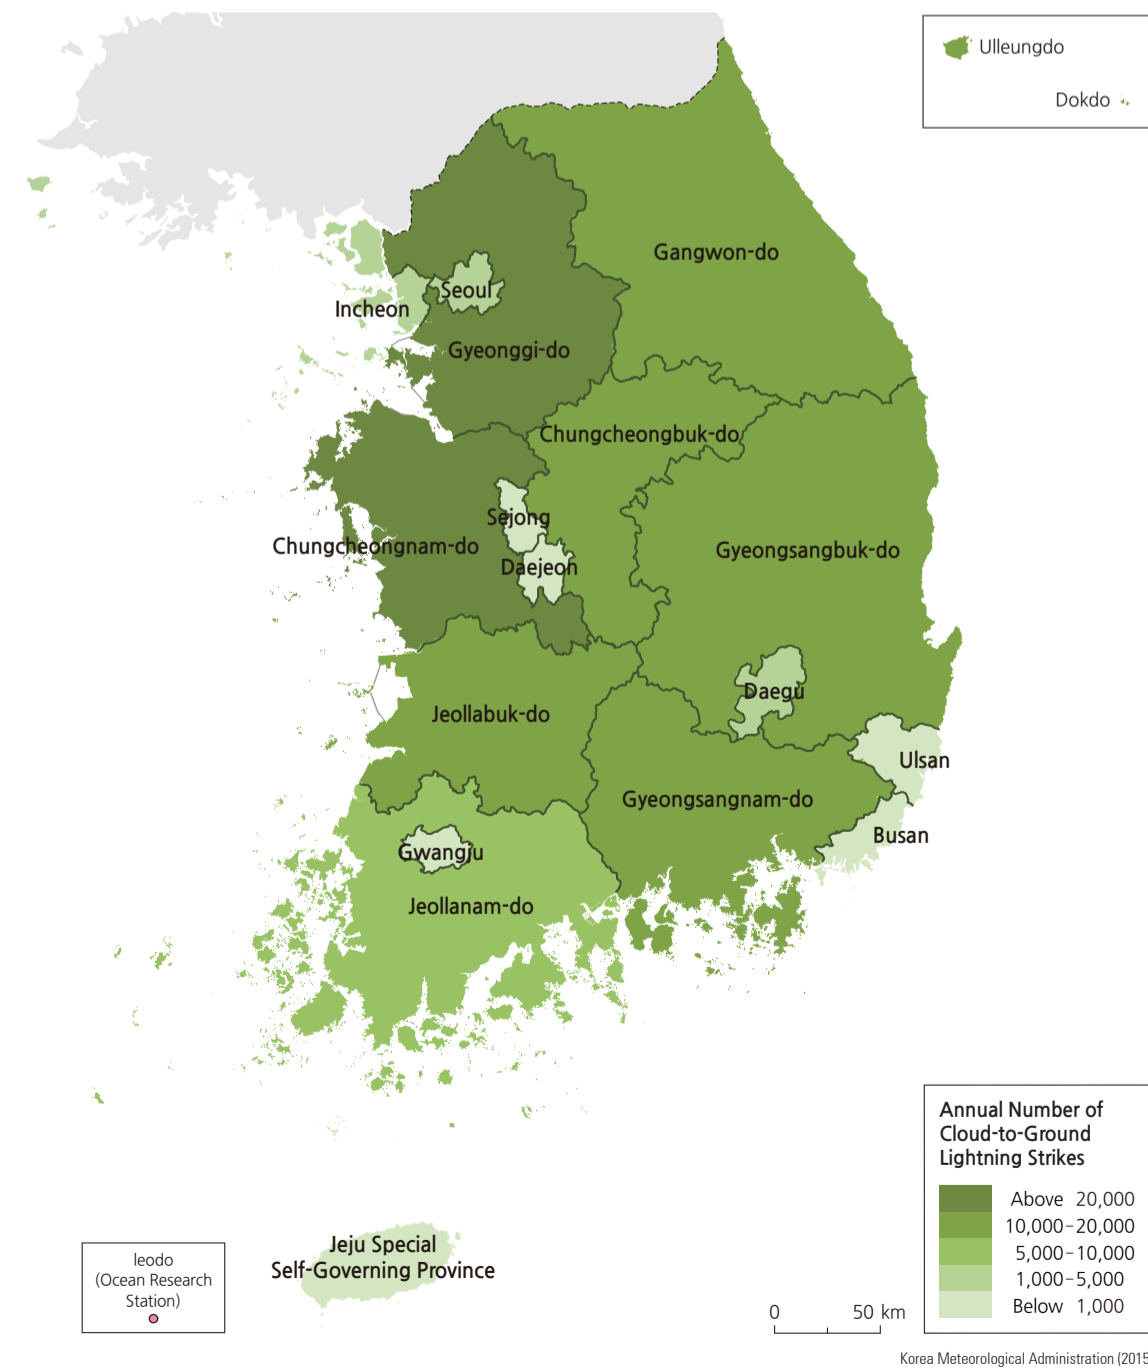 Ulleungdo
Dokdo
Gangwon-do
Seoul
Incheon
Gyeonggi-do
Chungcheongbuk-do
Sejong
Chungcheongnam-do
Gyeongsangbuk-do
Daejeon
Daegu
Jeollabuk-do
Ulsan
Gyeongsangnam-do
Busan
Gwangju
Jeollanam-do
Annual Number of
Cloud-to-Ground
Lightning Strikes
Above 20,000
10,000-20,000
5,000-10,000
1,000-5,000
Below 1,000
Jeju Special
Self-Governing Province
Ieodo
(Ocean Research
Station)
0 50 km
Korea Meteorological Administration (2015